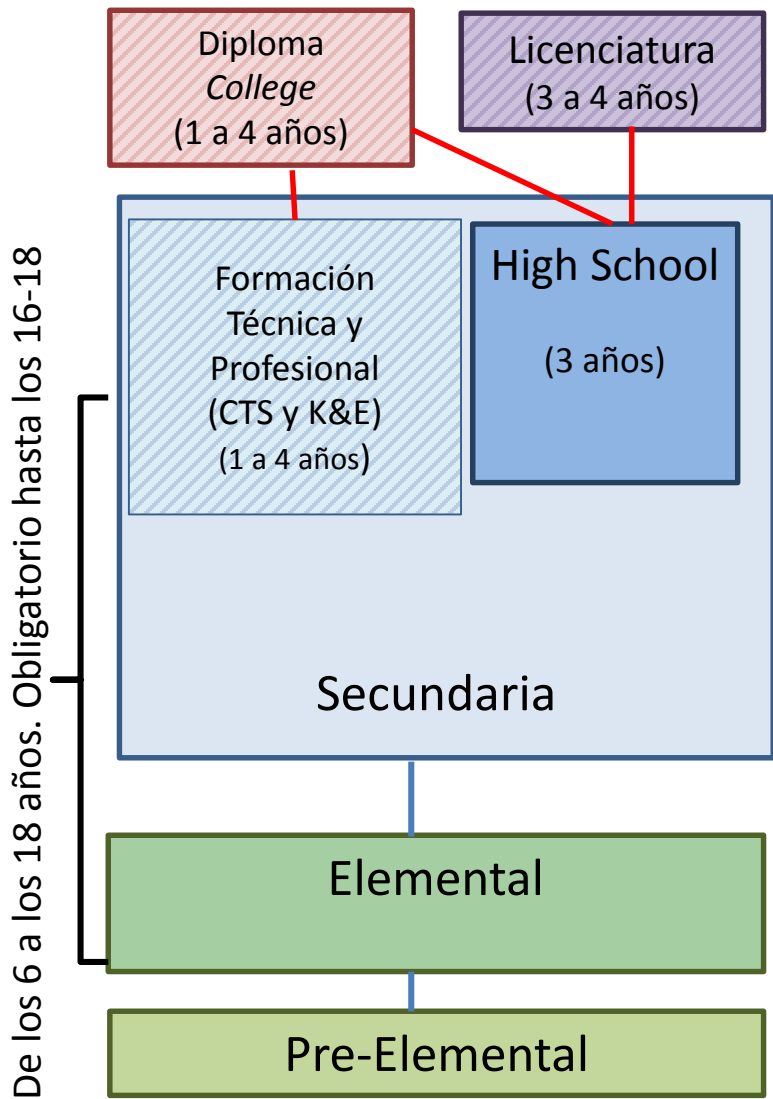 Diploma
College
(1 a 4 años)
Licenciatura
(3 a 4 años)
Formación
Técnica y
Profesional
(CTS y K&E)
(1 a 4 años)
High School
(3 años)
Secundaria
Elemental
Pre-Elemental
De los 6 a los 18 años. Obligatorio hasta los 16-18